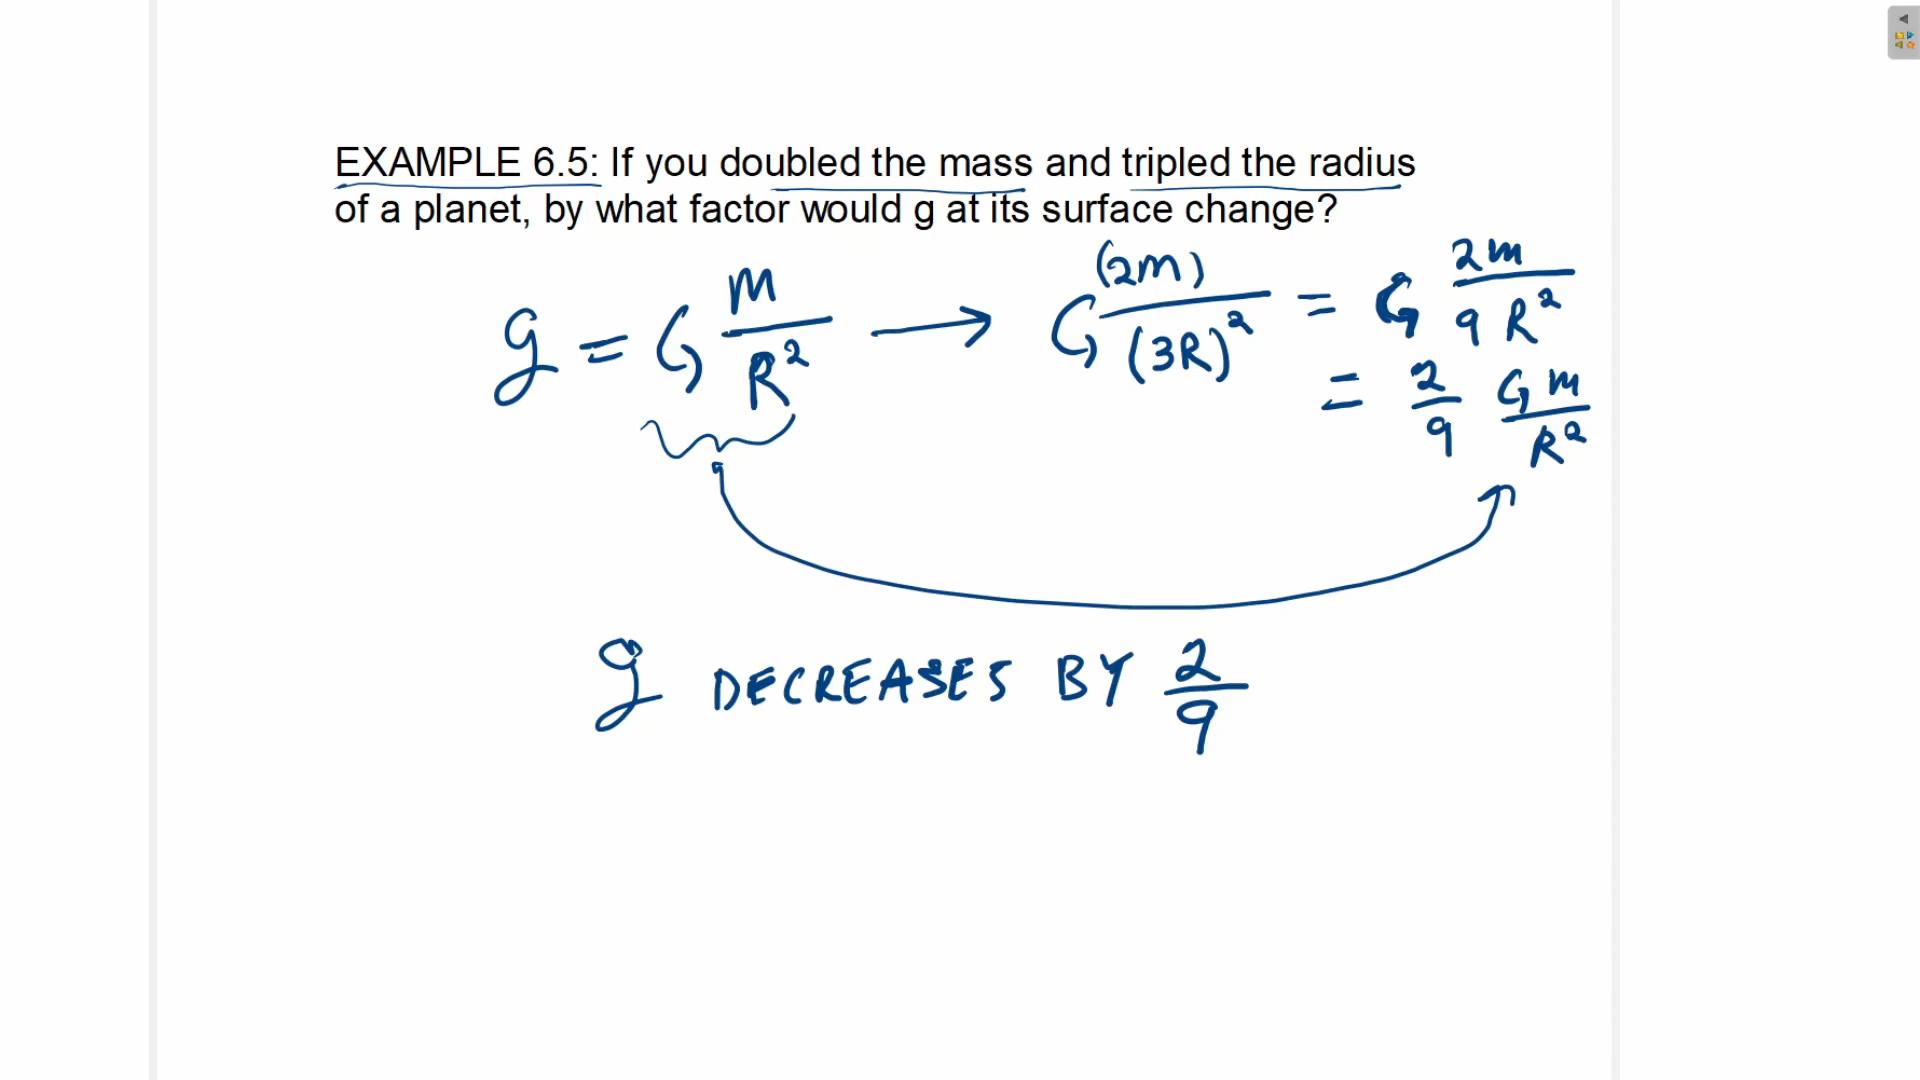 EXAMPLE 6.5: If you doubled the mass and tripled the radius
of a planet, by what factor would g at its surface change?
g = G m/R² → G (2m)/(3R)² = G 2m/9R²
= 2/9 Gm/R²
g DECREASES BY 2/9